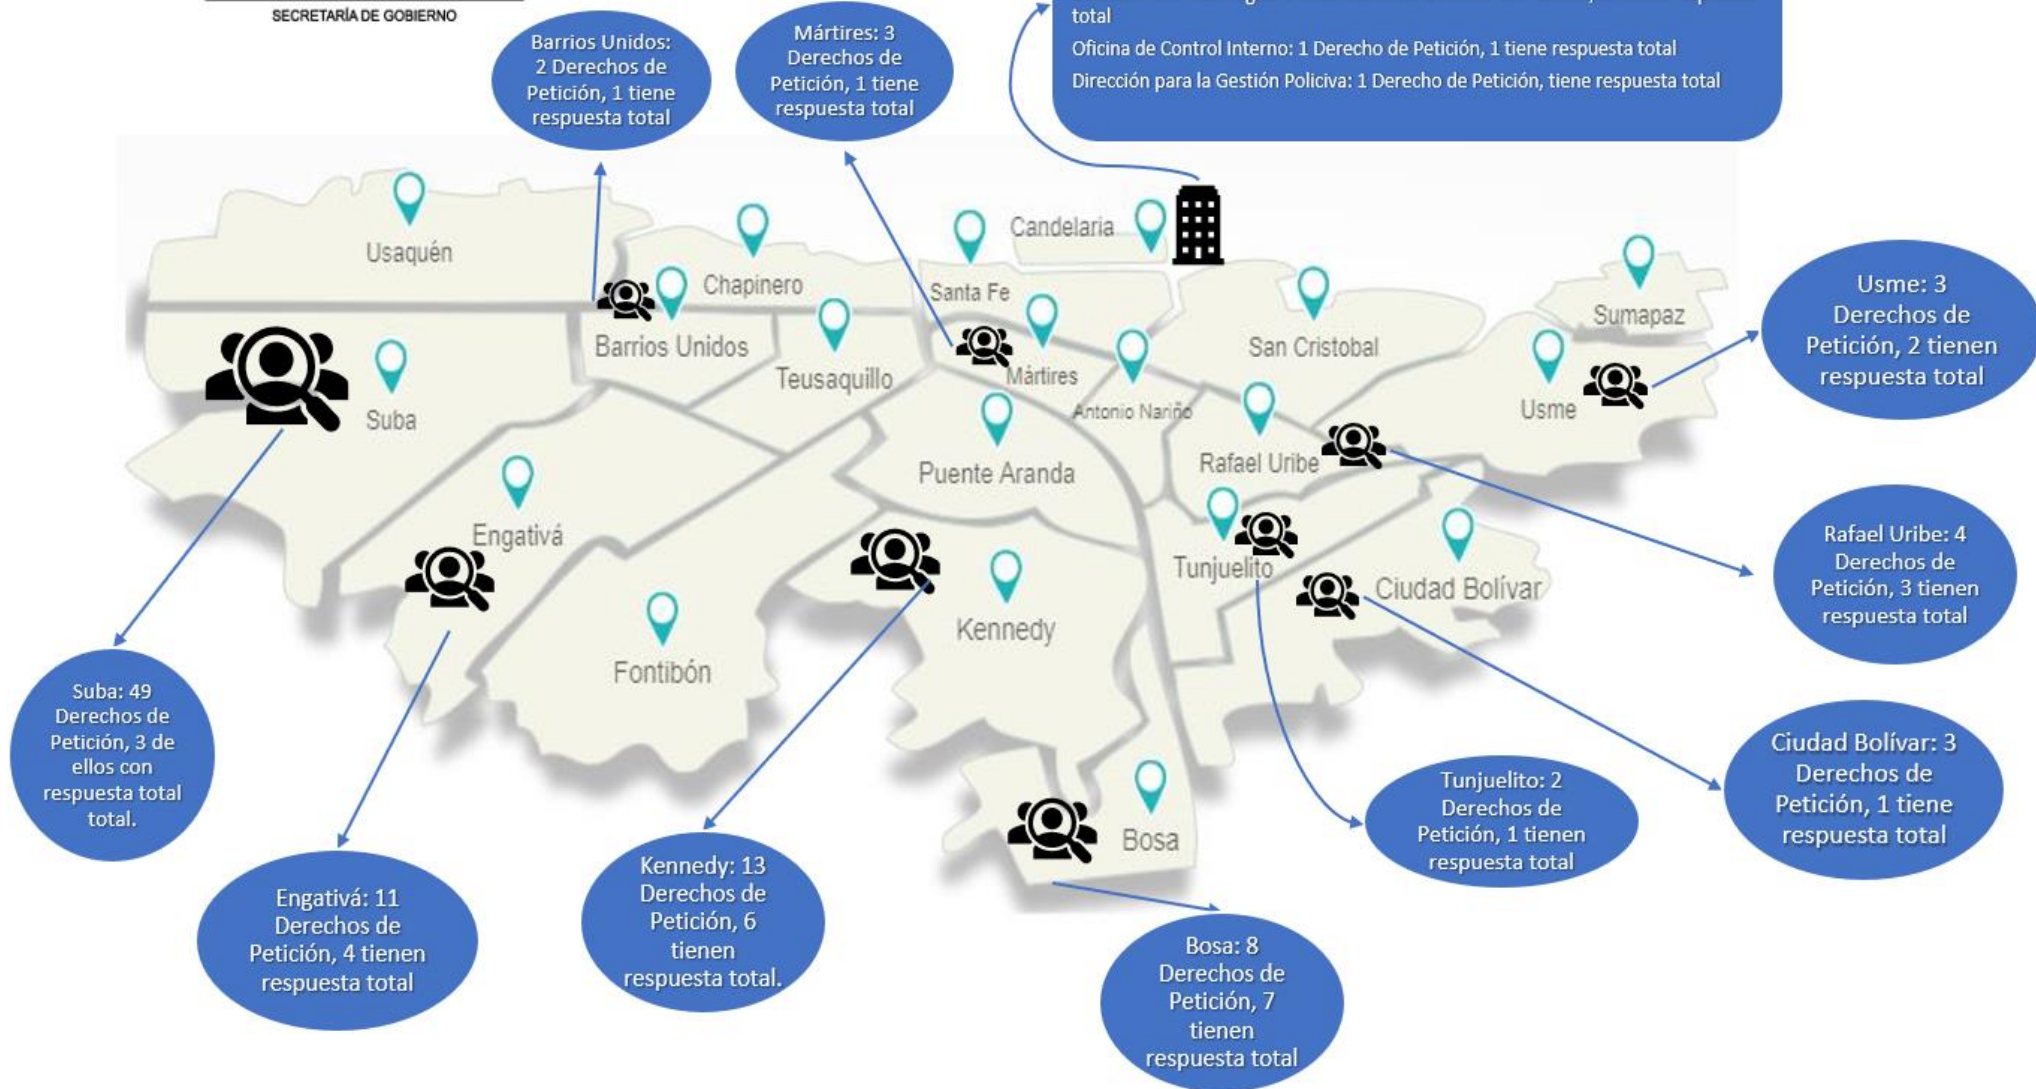 SECRETARÍA DE GOBIERNO
total
Oficina de Control Interno: 1 Derecho de Petición, 1 tiene respuesta total
Dirección para la Gestión Policiva: 1 Derecho de Petición, tiene respuesta total
Barrios Unidos:
2 Derechos de
Petición, 1 tiene
respuesta total
Mártires: 3
Derechos de
Petición, 1 tiene
respuesta total
Usaquén
Chapinero
Santa Fe
Candelaria
Sumapaz
Barrios Unidos
Teusaquillo
Mártires
San Cristobal
Antonio Nariño
Usme
Suba
Puente Aranda
Rafael Uribe
Engativá
Tunjuelito
Ciudad Bolívar
Fontibón
Kennedy
Bosa
Usme: 3
Derechos de
Petición, 2 tienen
respuesta total
Rafael Uribe: 4
Derechos de
Petición, 3 tienen
respuesta total
Ciudad Bolívar: 3
Derechos de
Petición, 1 tiene
respuesta total
Tunjuelito: 2
Derechos de
Petición, 1 tienen
respuesta total
Suba: 49
Derechos de
Petición, 3 de
ellos con
respuesta total
total.
Engativá: 11
Derechos de
Petición, 4 tienen
respuesta total
Kennedy: 13
Derechos de
Petición, 6
tienen
respuesta total.
Bosa: 8
Derechos de
Petición, 7
tienen
respuesta total